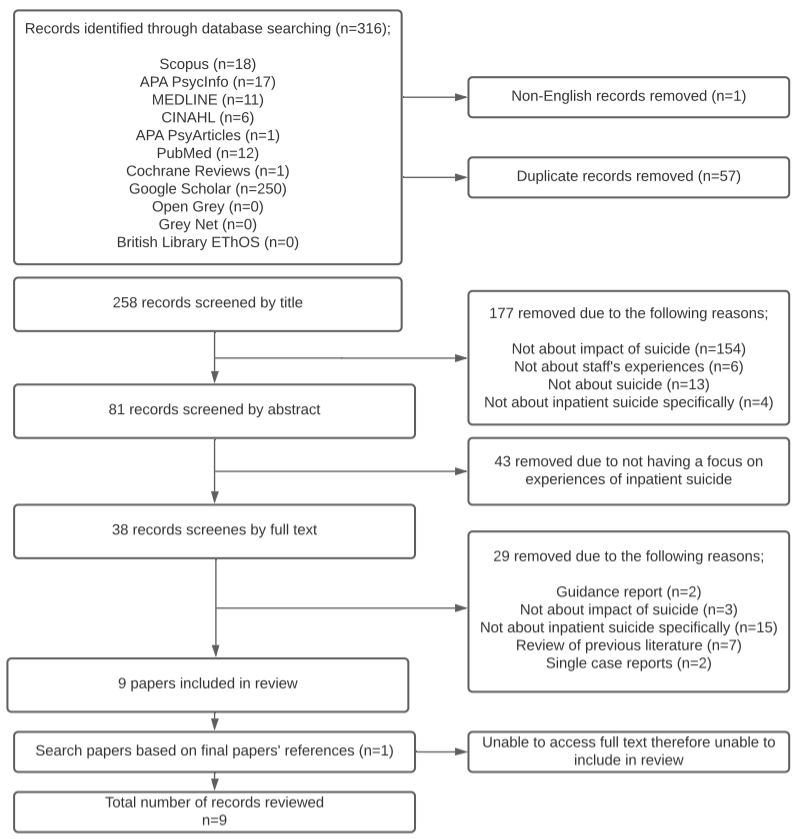 Records identified through database searching (n=316);
Scopus (n=18)
APA PsycInfo (n=17)
MEDLINE (n=11)
CINAHL (n=6)
APA PsyArticles (n=1)
PubMed (n=12)
Cochrane Reviews (n=1)
Google Scholar (n=250)
Open Grey (n=0)
Grey Net (n=0)
British Library EThOS (n=0)
Non-English records removed (n=1)
Duplicate records removed (n=57)
258 records screened by title
177 removed due to the following reasons;
Not about impact of suicide (n=154)
Not about staff's experiences (n=6)
Not about suicide (n=13)
Not about inpatient suicide specifically (n=4)
81 records screened by abstract
43 removed due to not having a focus on
experiences of inpatient suicide
38 records screenes by full text
29 removed due to the following reasons;
Guidance report (n=2)
Not about impact of suicide (n=3)
Not about inpatient suicide specifically (n=15)
Review of previous literature (n=7)
Single case reports (n=2)
9 papers included in review
Search papers based on final papers' references (n=1)
Unable to access full text therefore unable to
include in review
Total number of records reviewed
n=9